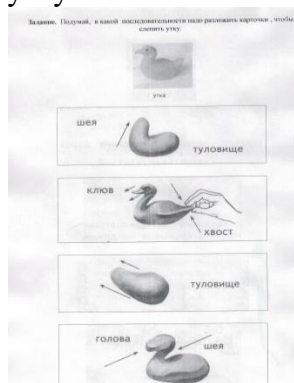 Задание. Подумай, в какой последовательности надо разложить карточки, чтобы
слепить утку.
утка
шея
туловище
клюв
хвост
туловище
голова
шея